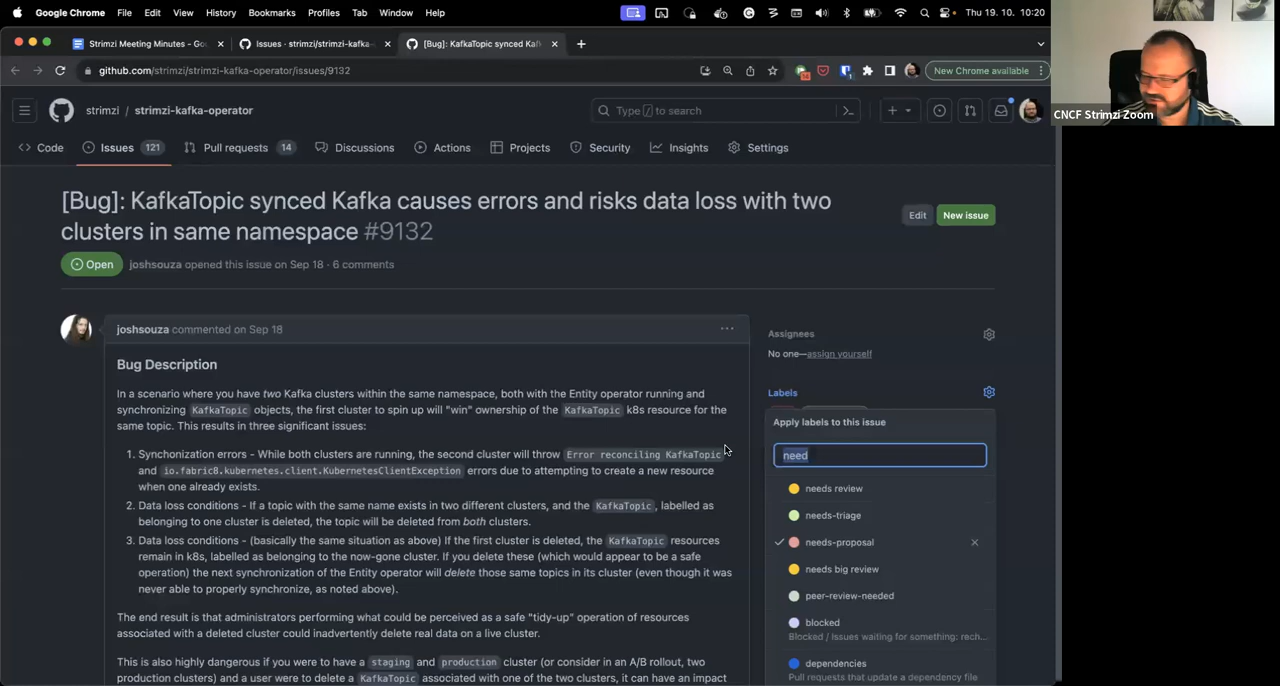 Google Chrome File Edit View History Bookmarks Profiles Tab Window Help Thu 19. 10. 10:20
Strimzi Meeting Minutes - Go Issues · strimzi/strimzi-kafka- [Bug]: KafkaTopic synced Kaf
github.com/strimzi/strimzi-kafka-operator/issues/9132 New Chrome available
CNCF Strimzi Zoom
strimzi / strimzi-kafka-operator Type / to search
Code Issues 121 Pull requests 14 Discussions Actions Projects Security Insights Settings
[Bug]: KafkaTopic synced Kafka causes errors and risks data loss with two
clusters in same namespace #9132
Edit New issue
Open joshsouza opened this issue on Sep 18 · 6 comments
joshsouza commented on Sep 18
Bug Description
In a scenario where you have two Kafka clusters within the same namespace, both with the Entity operator running and
synchronizing KafkaTopic objects, the first cluster to spin up will "win" ownership of the KafkaTopic k8s resource for the
same topic. This results in three significant issues:
1. Synchonization errors - While both clusters are running, the second cluster will throw Error reconciling KafkaTopic
and io.fabric8.kubernetes.client.KubernetesClientException errors due to attempting to create a new resource
when one already exists.
2. Data loss conditions - If a topic with the same name exists in two different clusters, and the KafkaTopic, labelled as
belonging to one cluster is deleted, the topic will be deleted from both clusters.
3. Data loss conditions - (basically the same situation as above) If the first cluster is deleted, the KafkaTopic resources
remain in k8s, labelled as belonging to the now-gone cluster. If you delete these (which would appear to be a safe
operation) the next synchronization of the Entity operator will delete those same topics in its cluster (even though it was
never able to properly synchronize, as noted above).
The end result is that administrators performing what could be perceived as a safe "tidy-up" operation of resources
associated with a deleted cluster could inadvertently delete real data on a live cluster.
This is also highly dangerous if you were to have a staging and production cluster (or consider in an A/B rollout, two
production clusters) and a user were to delete a KafkaTopic associated with one of the two clusters, it can have an impact
Assignees
No one—assign yourself
Labels
Apply labels to this issue
need
needs review
needs-triage
needs-proposal
needs big review
peer-review-needed
blocked
Blocked / Issues waiting for something: rech...
dependencies
Pull requests that update a dependency file